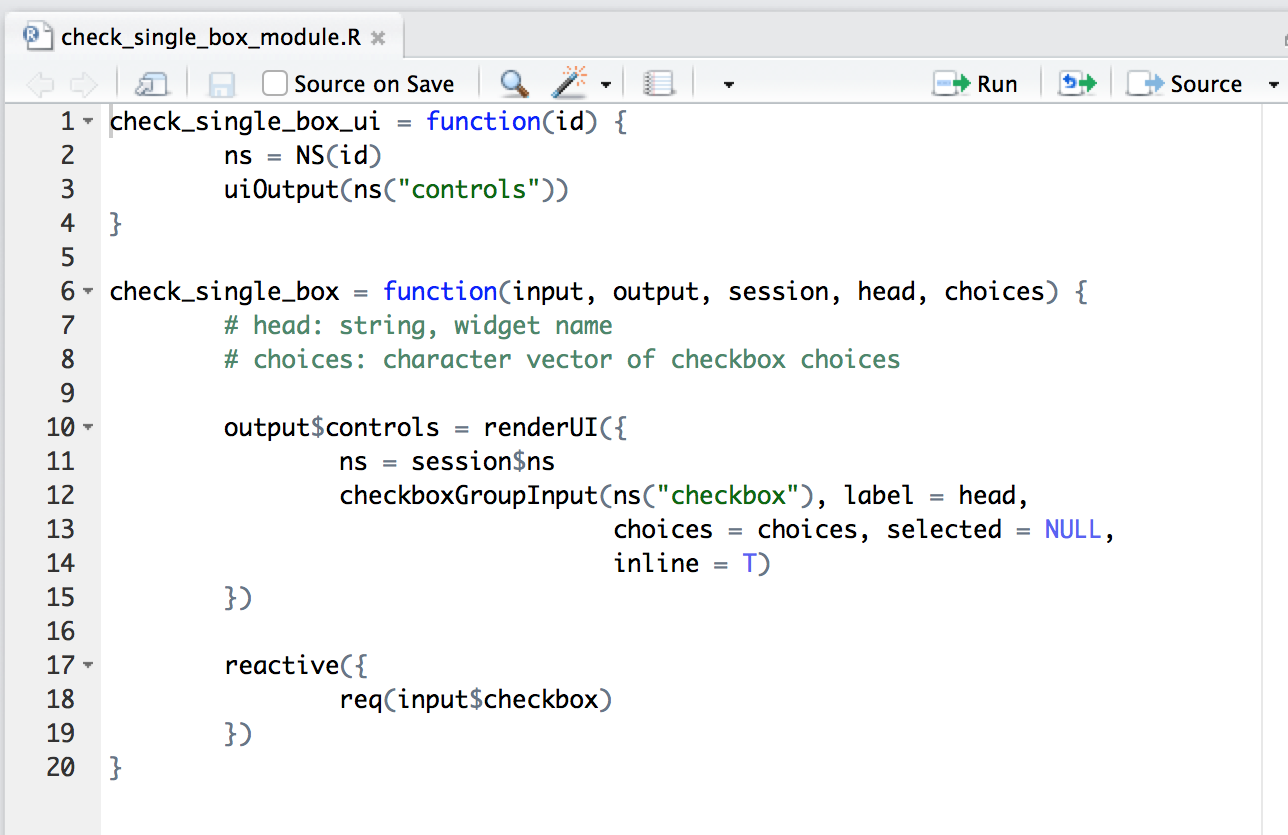 check_single_box_module.R
Source on Save Run Source
1 check_single_box_ui = function(id) {
2         ns = NS(id)
3         uiOutput(ns("controls"))
4 }
5
6 check_single_box = function(input, output, session, head, choices) {
7         # head: string, widget name
8         # choices: character vector of checkbox choices
9
10         output$controls = renderUI({
11                 ns = session$ns
12                 checkboxGroupInput(ns("checkbox"), label = head,
13                                    choices = choices, selected = NULL,
14                                    inline = T)
15         })
16
17         reactive({
18                 req(input$checkbox)
19         })
20 }